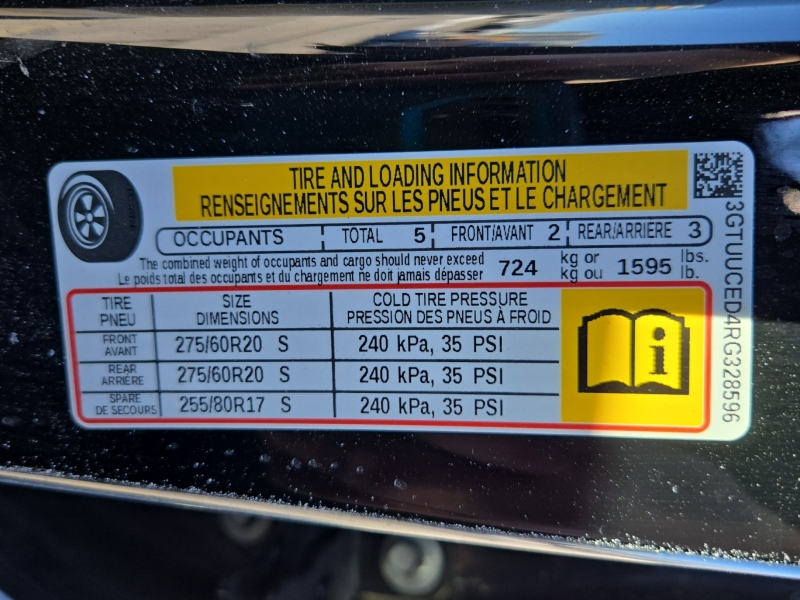 TIRE AND LOADING INFORMATION
RENSEIGNEMENTS SUR LES PNEUS ET LE CHARGEMENT
OCCUPANTS TOTAL 5 FRONT/AVANT 2 REAR/ARRIERE 3
The combined weight of occupants and cargo should never exceed 724 kg or 1595 lbs.
Le poids total des occupants et du chargement ne doit jamais dépasser kg ou lb.
TIRE PNEU SIZE DIMENSIONS COLD TIRE PRESSURE PRESSION DES PNEUS À FROID
FRONT AVANT 275/60R20 S 240 kPa, 35 PSI
REAR ARRIÈRE 275/60R20 S 240 kPa, 35 PSI
SPARE DE SECOURS 255/80R17 S 240 kPa, 35 PSI
3GTUUCED4RG328596